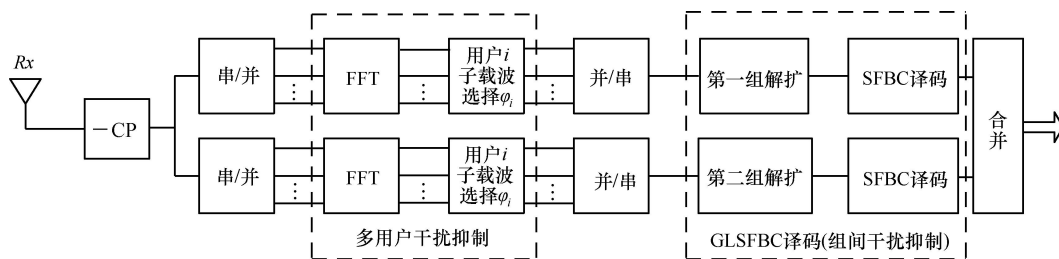 Rx
－CP
串/并
⋮
FFT
⋮
用户i
子载波
选择φi
⋮
并/串
第一组解扩
SFBC译码
串/并
⋮
FFT
⋮
用户i
子载波
选择φi
⋮
并/串
第二组解扩
SFBC译码
合并
多用户干扰抑制
GLSFBC译码(组间干扰抑制)